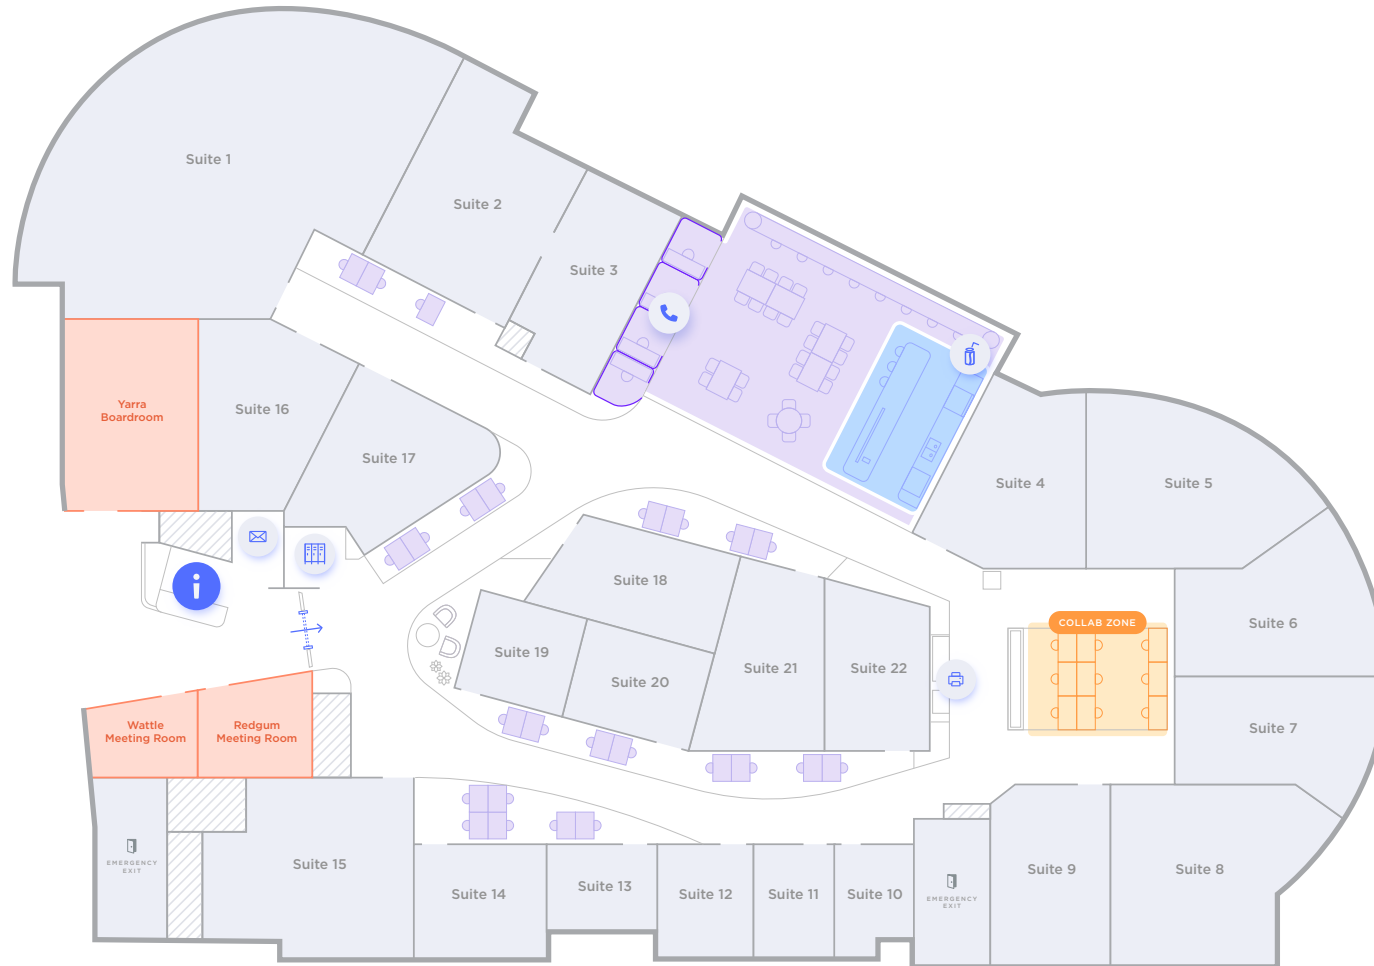 Suite 1
Suite 2
Suite 3
Yarra
Boardroom
Suite 16
Suite 17
Suite 4
Suite 5
Suite 18
Suite 6
COLLAB ZONE
Suite 19
Suite 20
Suite 21
Suite 22
Suite 7
Wattle
Meeting Room
Redgum
Meeting Room
EMERGENCY
EXIT
Suite 15
Suite 14
Suite 13
Suite 12
Suite 11
Suite 10
EMERGENCY
EXIT
Suite 9
Suite 8